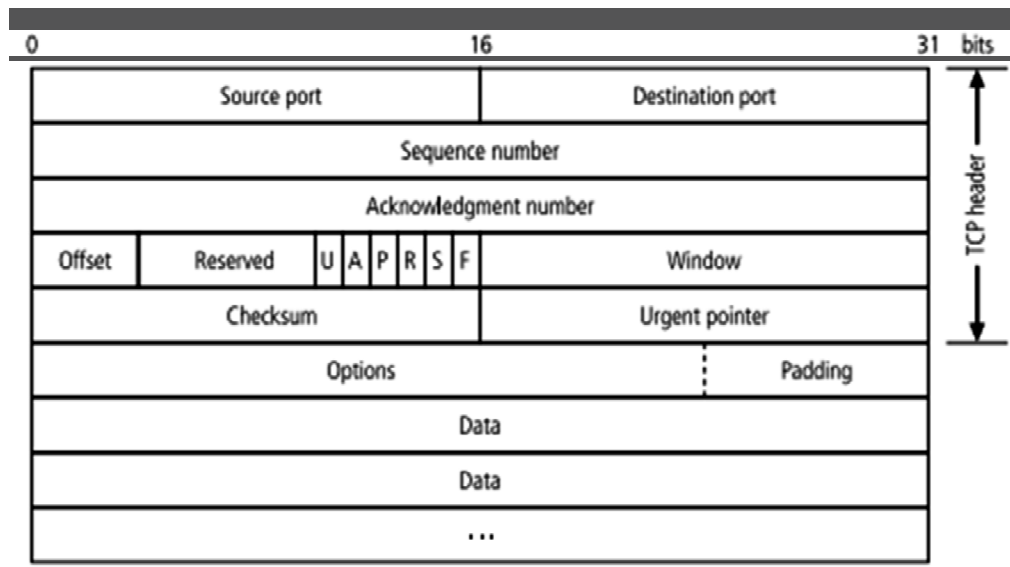 0 16 31 bits
Source port Destination port
Sequence number
Acknowledgment number
Offset Reserved U A P R S F Window
Checksum Urgent pointer
Options Padding
Data
Data
...
TCP header